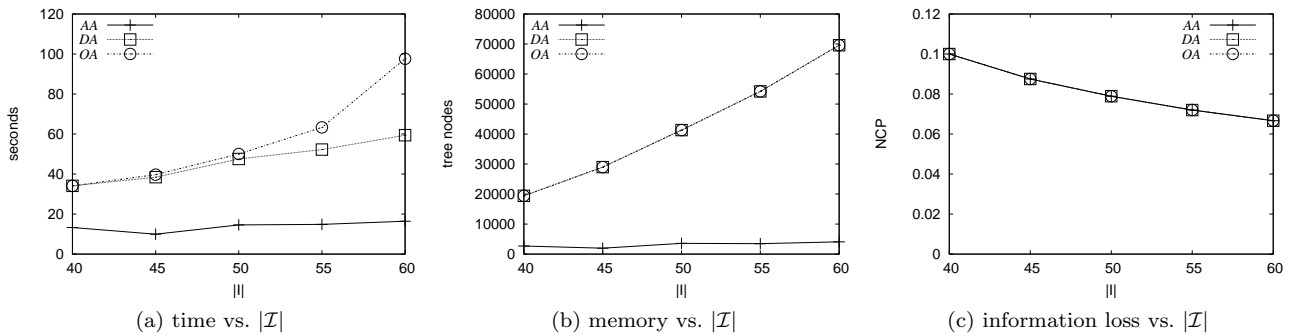 120
100
80
60
40
20
0
40 45 50 55 60
seconds
|I|
AA
DA
OA
(a) time vs. |ℐ|
80000
70000
60000
50000
40000
30000
20000
10000
0
40 45 50 55 60
tree nodes
|I|
AA
DA
OA
(b) memory vs. |ℐ|
0.12
0.1
0.08
0.06
0.04
0.02
0
40 45 50 55 60
NCP
|I|
AA
DA
OA
(c) information loss vs. |ℐ|